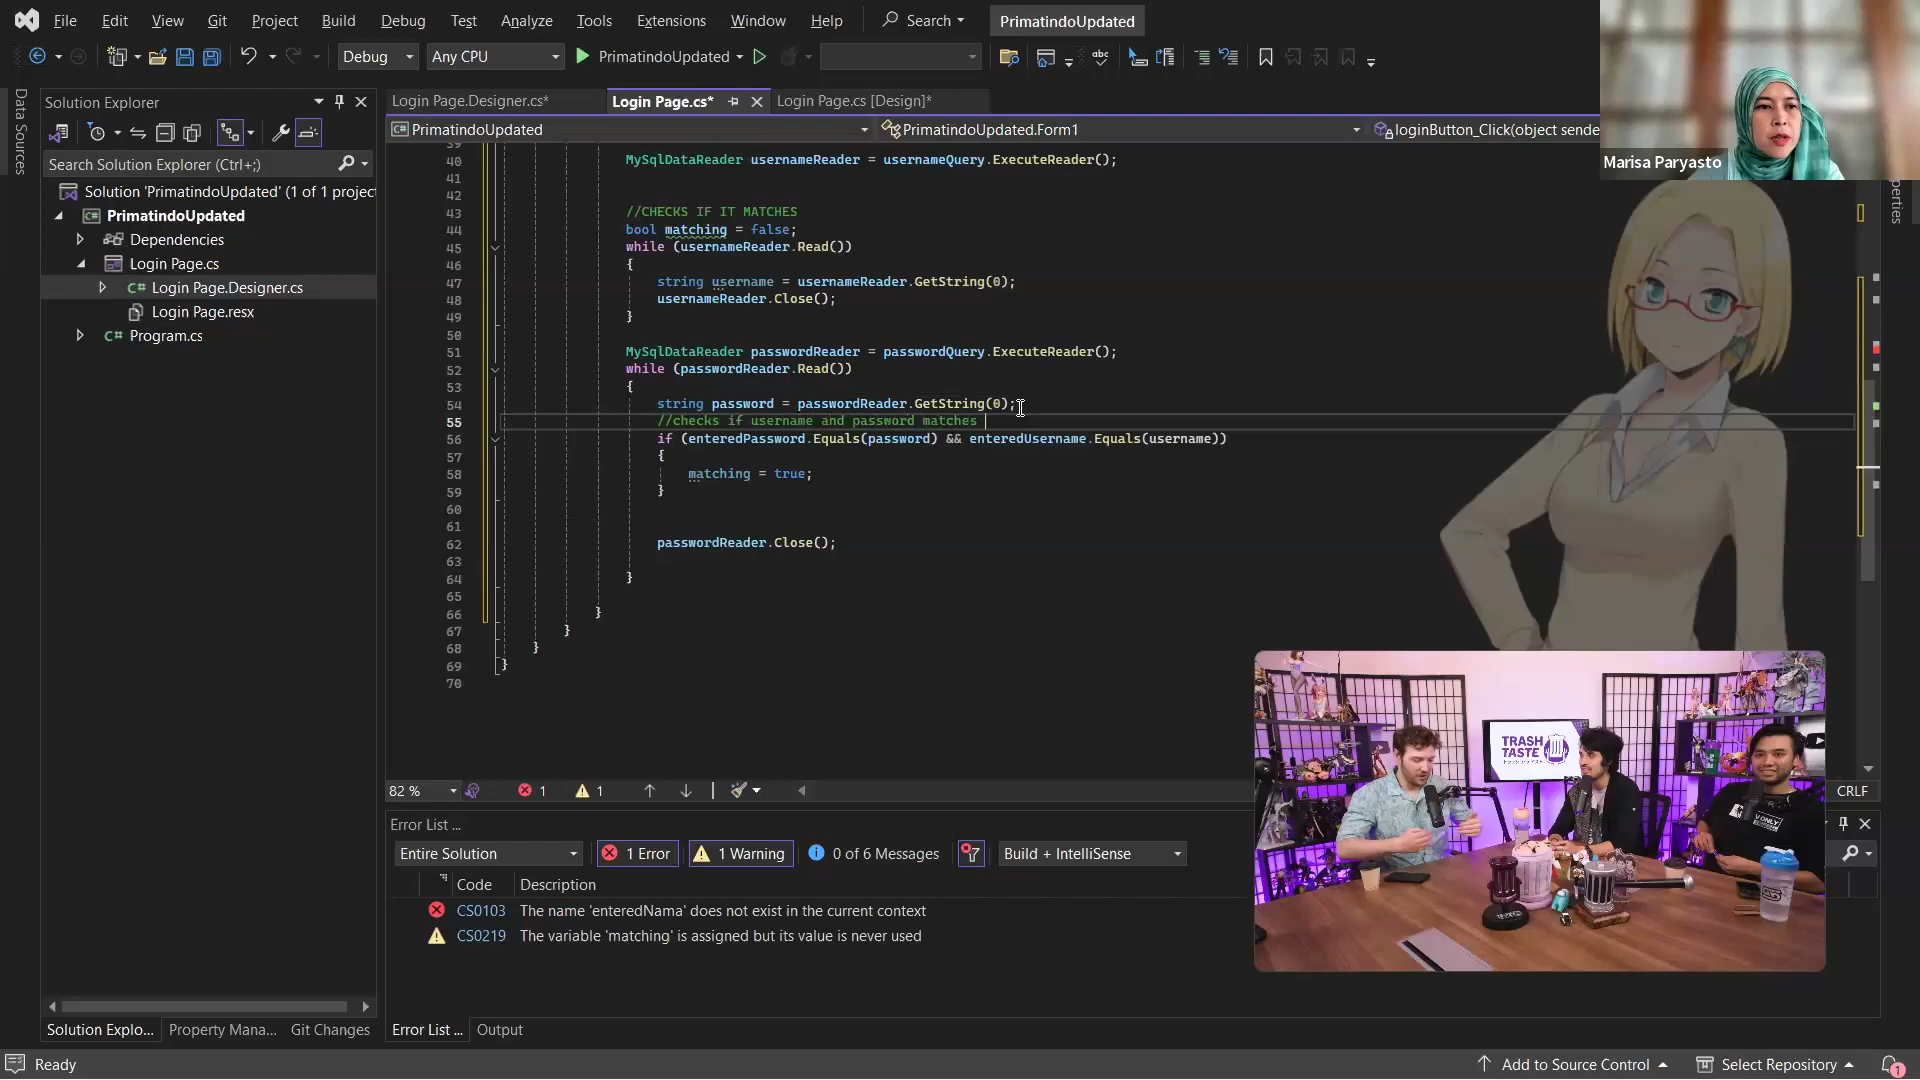 File Edit View Git Project Build Debug Test Analyze Tools Extensions Window Help Search PrimatindoUpdated
Debug Any CPU PrimatindoUpdated
Data Sources
Solution Explorer
Search Solution Explorer (Ctrl+;)
Solution 'PrimatindoUpdated' (1 of 1 project
PrimatindoUpdated
Dependencies
Login Page.cs
C# Login Page.Designer.cs
Login Page.resx
C# Program.cs
Login Page.Designer.cs* Login Page.cs* Login Page.cs [Design]*
PrimatindoUpdated PrimatindoUpdated.Form1 loginButton_Click(object sende
Marisa Paryasto
perties
39
40 MySqlDataReader usernameReader = usernameQuery.ExecuteReader();
41
42
43 //CHECKS IF IT MATCHES
44 bool matching = false;
45 while (usernameReader.Read())
46 {
47 string username = usernameReader.GetString(0);
48 usernameReader.Close();
49 }
50
51 MySqlDataReader passwordReader = passwordQuery.ExecuteReader();
52 while (passwordReader.Read())
53 {
54 string password = passwordReader.GetString(0);
55 //checks if username and password matches
56 if (enteredPassword.Equals(password) && enteredUsername.Equals(username))
57 {
58 matching = true;
59 }
60
61
62 passwordReader.Close();
63
64 }
65
66 }
67 }
68 }
69 }
70
TRASH
TASTE
V ONLY
82 % 1 1 CRLF
Error List ...
Entire Solution 1 Error 1 Warning 0 of 6 Messages Build + IntelliSense
Code Description
CS0103 The name 'enteredNama' does not exist in the current context
CS0219 The variable 'matching' is assigned but its value is never used
Solution Explo... Property Mana... Git Changes Error List ... Output
Ready Add to Source Control Select Repository 1